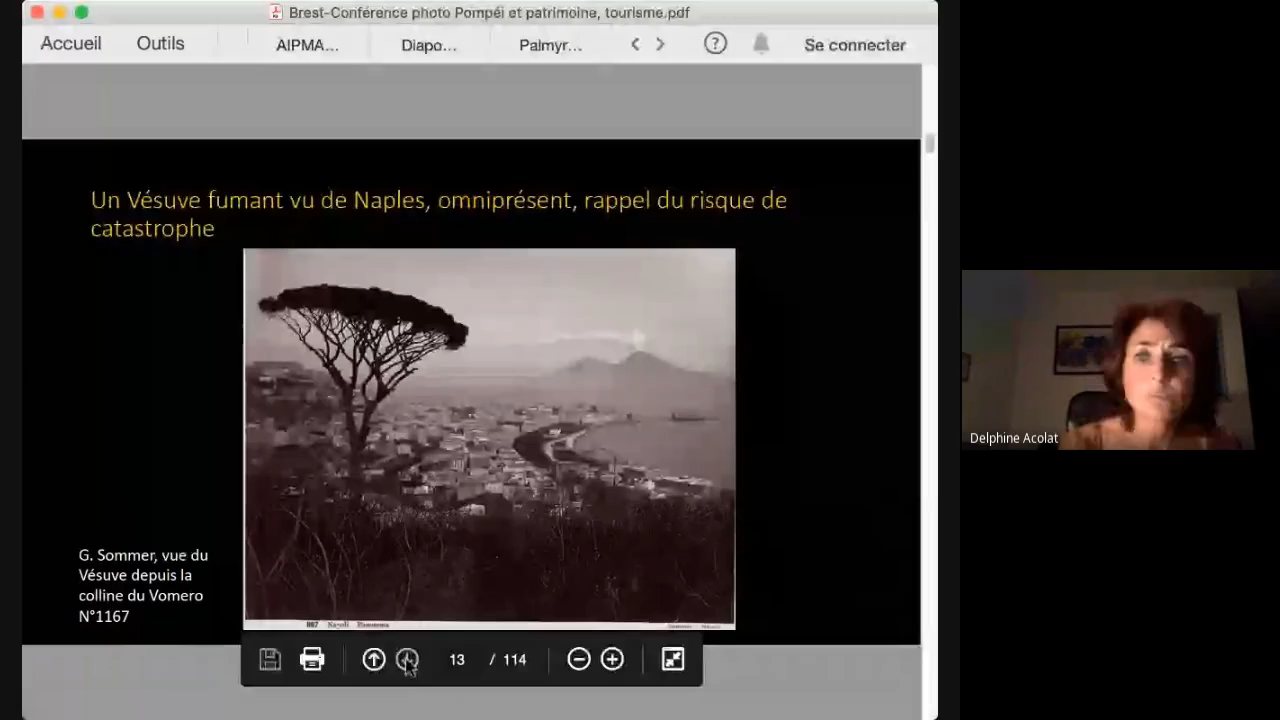 Brest-Conférence photo Pompéi et patrimoine, tourisme.pdf
Accueil Outils AIPMA... Diapo... Palmyr... ? Se connecter
Un Vésuve fumant vu de Naples, omniprésent, rappel du risque de
catastrophe
Delphine Acolat
G. Sommer, vue du
Vésuve depuis la
colline du Vomero
N°1167
Napoli
13 / 114